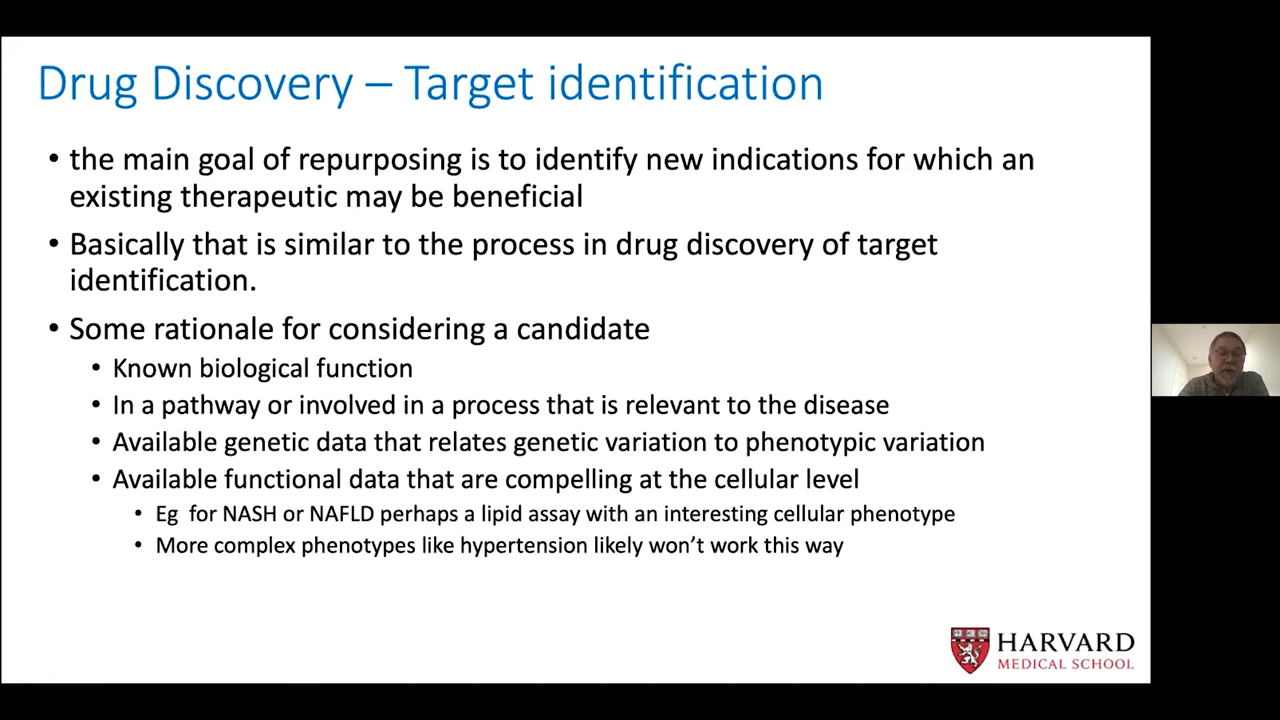 Drug Discovery – Target identification
• the main goal of repurposing is to identify new indications for which an
existing therapeutic may be beneficial
• Basically that is similar to the process in drug discovery of target
identification.
• Some rationale for considering a candidate
• Known biological function
• In a pathway or involved in a process that is relevant to the disease
• Available genetic data that relates genetic variation to phenotypic variation
• Available functional data that are compelling at the cellular level
• Eg for NASH or NAFLD perhaps a lipid assay with an interesting cellular phenotype
• More complex phenotypes like hypertension likely won't work this way
HARVARD
MEDICAL SCHOOL